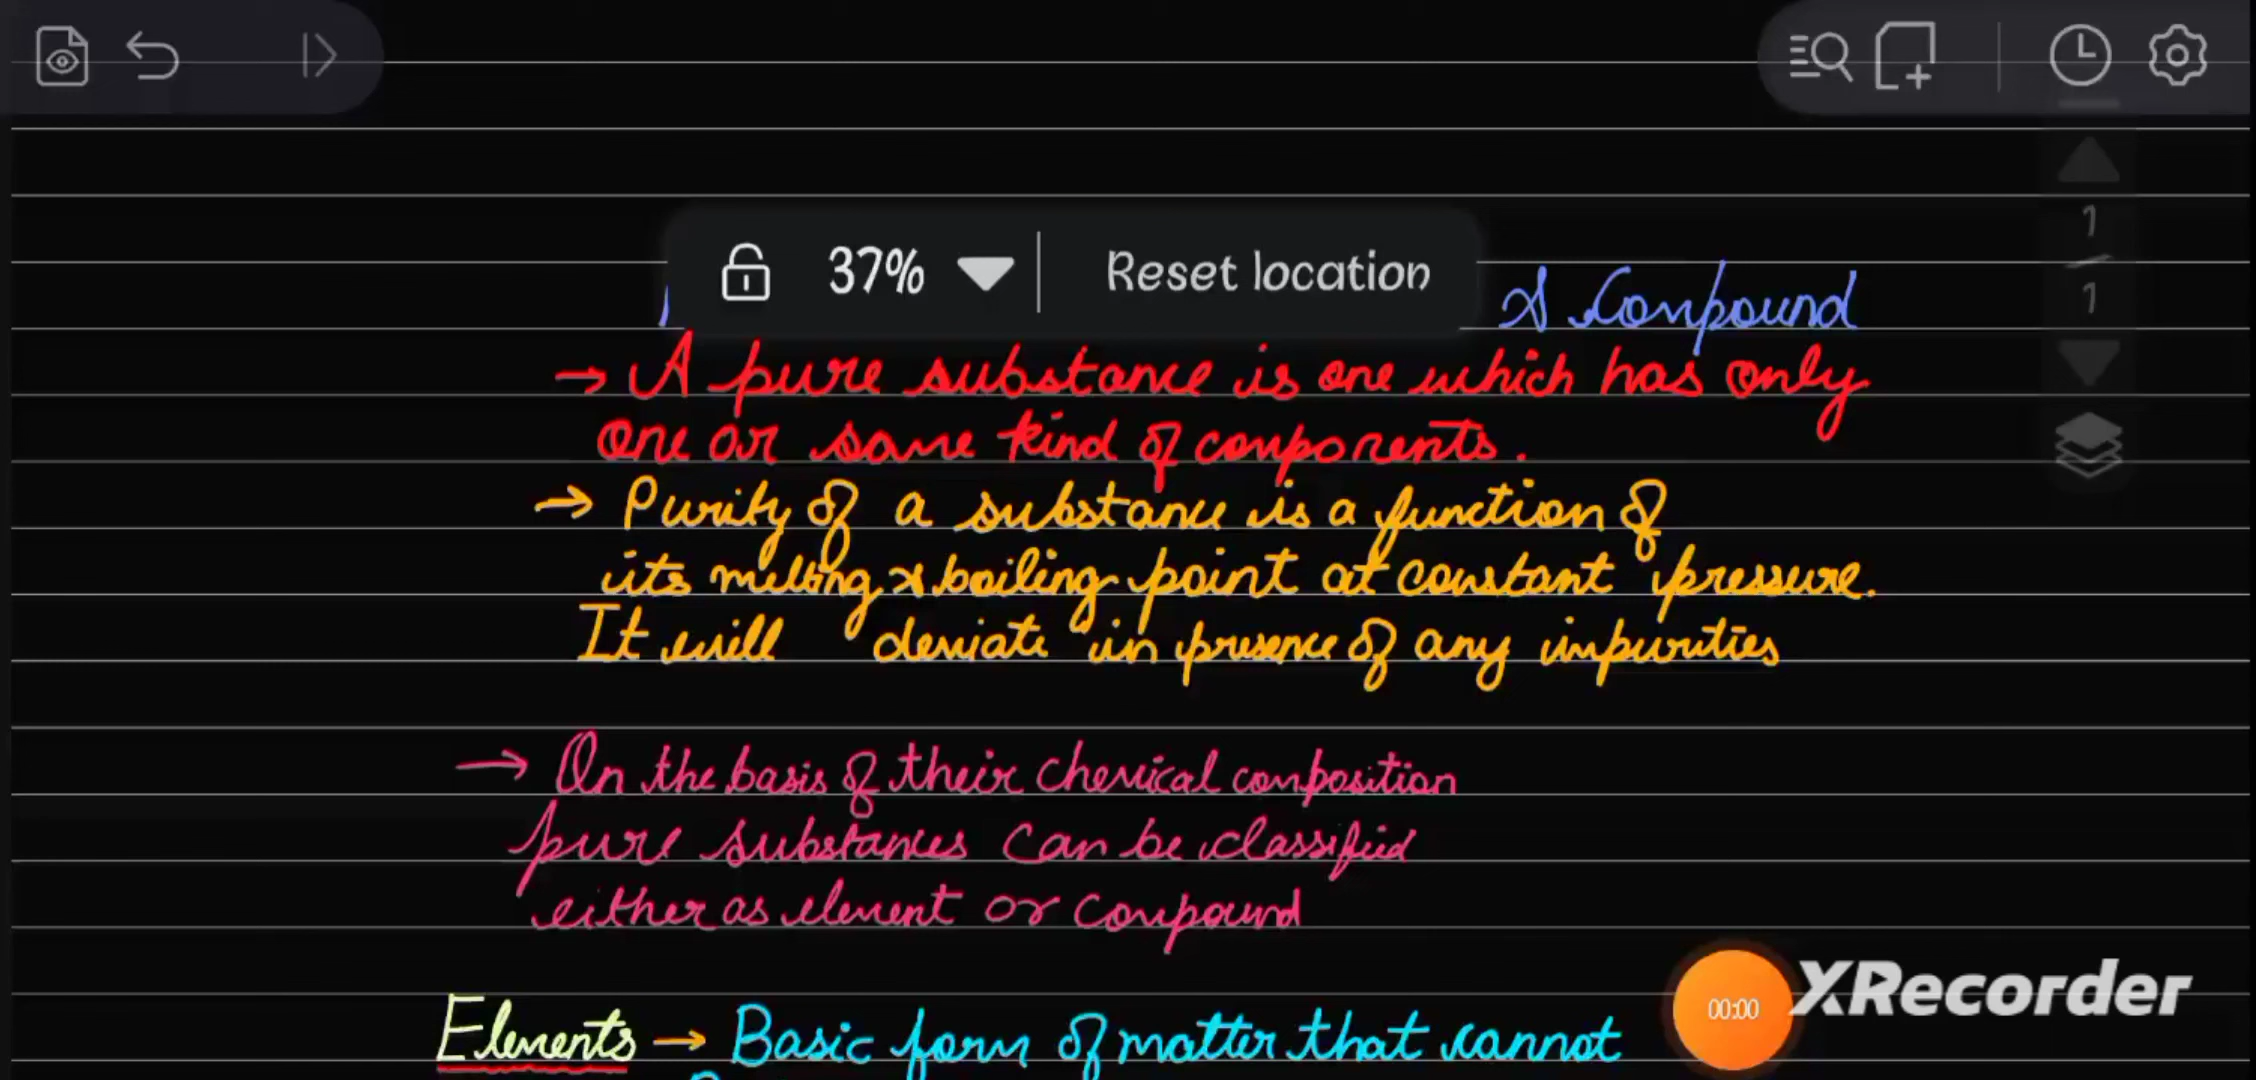 37% Reset location
1
1
& Compound
→ A pure substance is one which has only
one or same kind of components.
→ Purity of a substance is a function of
its melting & boiling point at constant pressure.
It will deviate in presence of any impurities
→ On the basis of their chemical composition
pure substances can be classified
either as element or compound
Elements → Basic form of matter that cannot
00:00 XRecorder